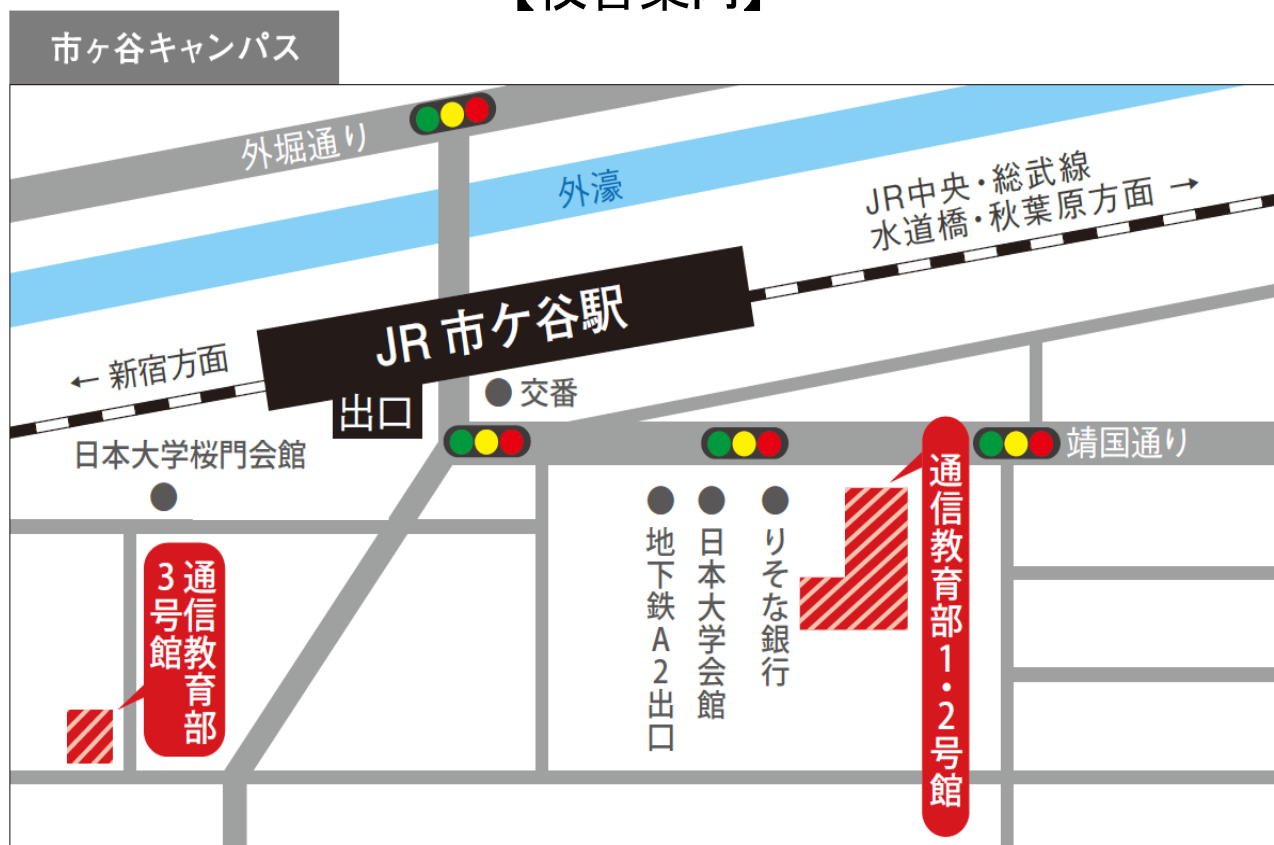 市ヶ谷キャンパス
外堀通り
外濠
JR中央・総武線
水道橋・秋葉原方面 →
JR 市ケ谷駅
← 新宿方面
出口
交番
日本大学桜門会館
靖国通り
通信教育部
3号館
地下鉄A2出口
日本大学会館
りそな銀行
通信教育部1・2号館